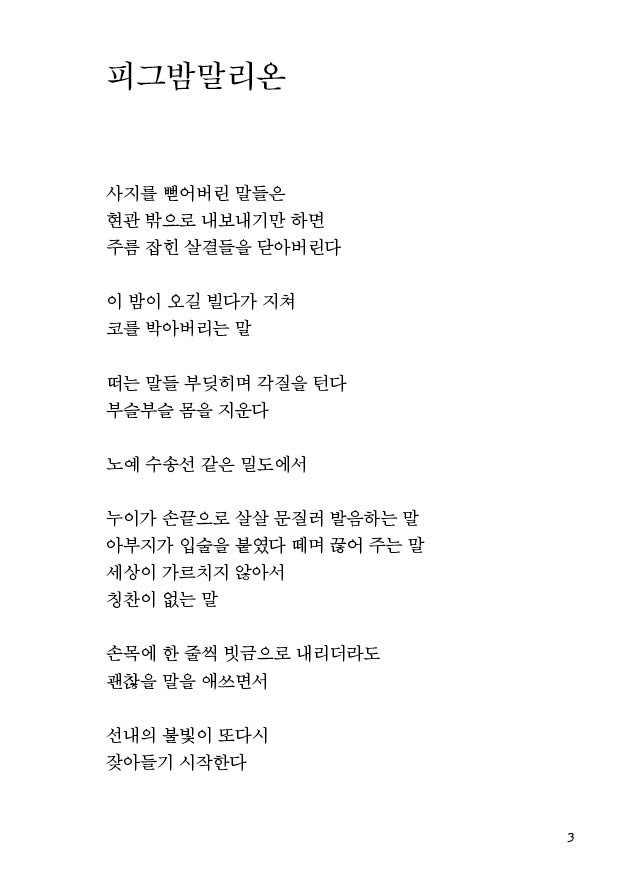 피그밤말리온
사지를 뻗어버린 말들은
현관 밖으로 내보내기만 하면
주름 잡힌 살결들을 닫아버린다
이 밤이 오길 빌다가 지쳐
코를 박아버리는 말
떠는 말들 부딪히며 각질을 턴다
부슬부슬 몸을 지운다
노예 수송선 같은 밀도에서
누이가 손끝으로 살살 문질러 발음하는 말
아부지가 입술을 붙였다 떼며 끊어 주는 말
세상이 가르치지 않아서
칭찬이 없는 말
손목에 한 줄씩 빗금으로 내리더라도
괜찮을 말을 애쓰면서
선내의 불빛이 또다시
잦아들기 시작한다
3